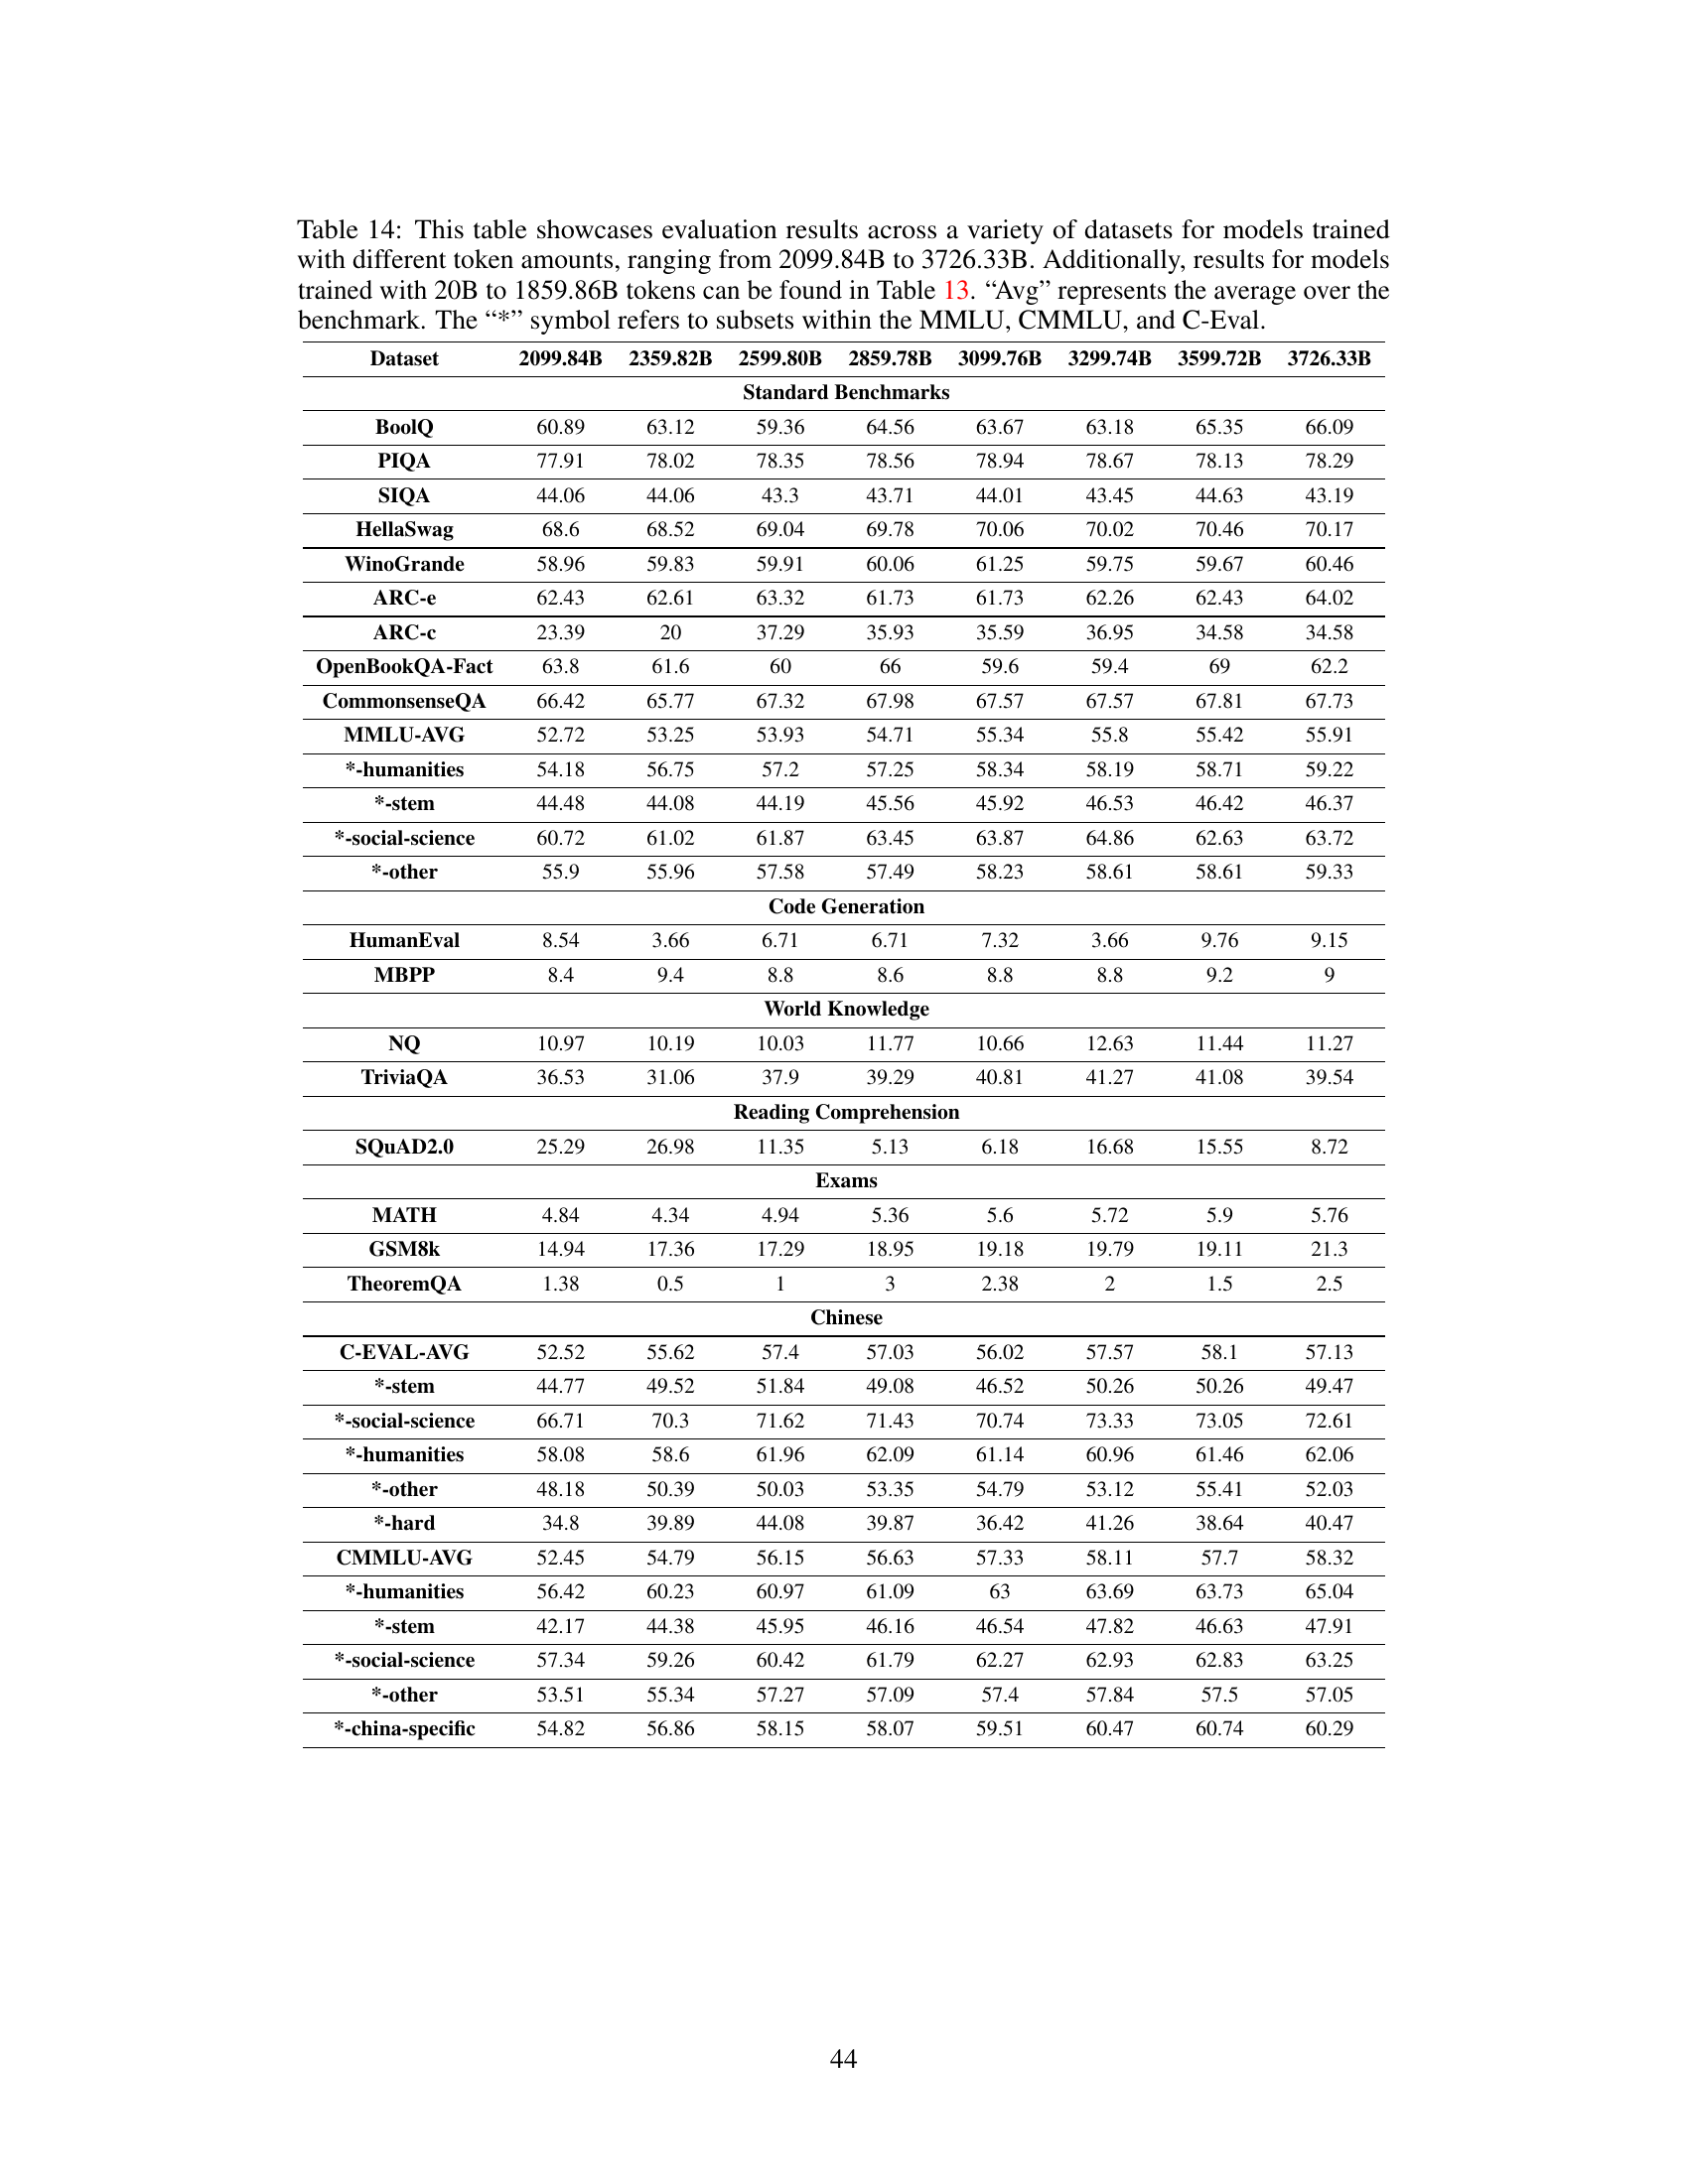 Table 14: This table showcases evaluation results across a variety of datasets for models trained
with different token amounts, ranging from 2099.84B to 3726.33B. Additionally, results for models
trained with 20B to 1859.86B tokens can be found in Table 13. “Avg” represents the average over the
benchmark. The “*” symbol refers to subsets within the MMLU, CMMLU, and C-Eval.
Dataset 2099.84B 2359.82B 2599.80B 2859.78B 3099.76B 3299.74B 3599.72B 3726.33B
Standard Benchmarks
BoolQ 60.89 63.12 59.36 64.56 63.67 63.18 65.35 66.09
PIQA 77.91 78.02 78.35 78.56 78.94 78.67 78.13 78.29
SIQA 44.06 44.06 43.3 43.71 44.01 43.45 44.63 43.19
HellaSwag 68.6 68.52 69.04 69.78 70.06 70.02 70.46 70.17
WinoGrande 58.96 59.83 59.91 60.06 61.25 59.75 59.67 60.46
ARC-e 62.43 62.61 63.32 61.73 61.73 62.26 62.43 64.02
ARC-c 23.39 20 37.29 35.93 35.59 36.95 34.58 34.58
OpenBookQA-Fact 63.8 61.6 60 66 59.6 59.4 69 62.2
CommonsenseQA 66.42 65.77 67.32 67.98 67.57 67.57 67.81 67.73
MMLU-AVG 52.72 53.25 53.93 54.71 55.34 55.8 55.42 55.91
*-humanities 54.18 56.75 57.2 57.25 58.34 58.19 58.71 59.22
*-stem 44.48 44.08 44.19 45.56 45.92 46.53 46.42 46.37
*-social-science 60.72 61.02 61.87 63.45 63.87 64.86 62.63 63.72
*-other 55.9 55.96 57.58 57.49 58.23 58.61 58.61 59.33
Code Generation
HumanEval 8.54 3.66 6.71 6.71 7.32 3.66 9.76 9.15
MBPP 8.4 9.4 8.8 8.6 8.8 8.8 9.2 9
World Knowledge
NQ 10.97 10.19 10.03 11.77 10.66 12.63 11.44 11.27
TriviaQA 36.53 31.06 37.9 39.29 40.81 41.27 41.08 39.54
Reading Comprehension
SQuAD2.0 25.29 26.98 11.35 5.13 6.18 16.68 15.55 8.72
Exams
MATH 4.84 4.34 4.94 5.36 5.6 5.72 5.9 5.76
GSM8k 14.94 17.36 17.29 18.95 19.18 19.79 19.11 21.3
TheoremQA 1.38 0.5 1 3 2.38 2 1.5 2.5
Chinese
C-EVAL-AVG 52.52 55.62 57.4 57.03 56.02 57.57 58.1 57.13
*-stem 44.77 49.52 51.84 49.08 46.52 50.26 50.26 49.47
*-social-science 66.71 70.3 71.62 71.43 70.74 73.33 73.05 72.61
*-humanities 58.08 58.6 61.96 62.09 61.14 60.96 61.46 62.06
*-other 48.18 50.39 50.03 53.35 54.79 53.12 55.41 52.03
*-hard 34.8 39.89 44.08 39.87 36.42 41.26 38.64 40.47
CMMLU-AVG 52.45 54.79 56.15 56.63 57.33 58.11 57.7 58.32
*-humanities 56.42 60.23 60.97 61.09 63 63.69 63.73 65.04
*-stem 42.17 44.38 45.95 46.16 46.54 47.82 46.63 47.91
*-social-science 57.34 59.26 60.42 61.79 62.27 62.93 62.83 63.25
*-other 53.51 55.34 57.27 57.09 57.4 57.84 57.5 57.05
*-china-specific 54.82 56.86 58.15 58.07 59.51 60.47 60.74 60.29
44